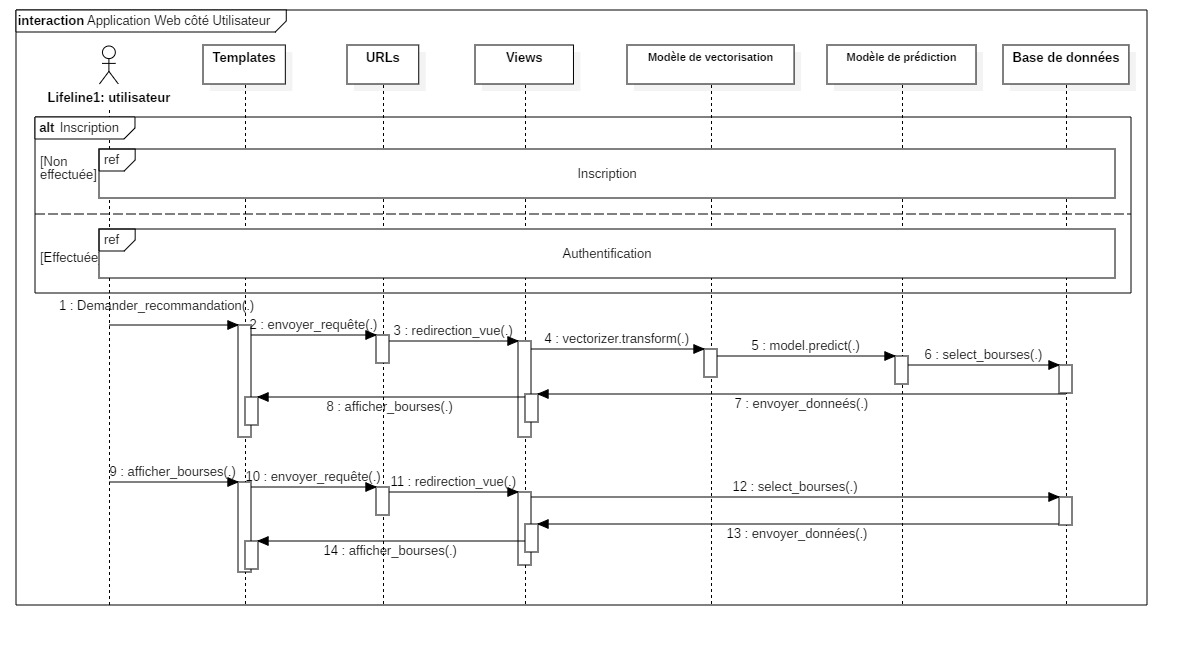 interaction Application Web côté Utilisateur
Lifeline1: utilisateur
Templates
URLs
Views
Modèle de vectorisation
Modèle de prédiction
Base de données
alt Inscription
[Non
effectuée]
ref
Inscription
ref
[Effectuée
Authentification
1 : Demander_recommandation(.)
2 : envoyer_requête(.)
3 : redirection_vue(.)
4 : vectorizer.transform(.)
5 : model.predict(.)
6 : select_bourses(.)
7 : envoyer_donneés(.)
8 : afficher_bourses(.)
9 : afficher_bourses(.)
10 : envoyer_requête(.)
11 : redirection_vue(.)
12 : select_bourses(.)
13 : envoyer_données(.)
14 : afficher_bourses(.)